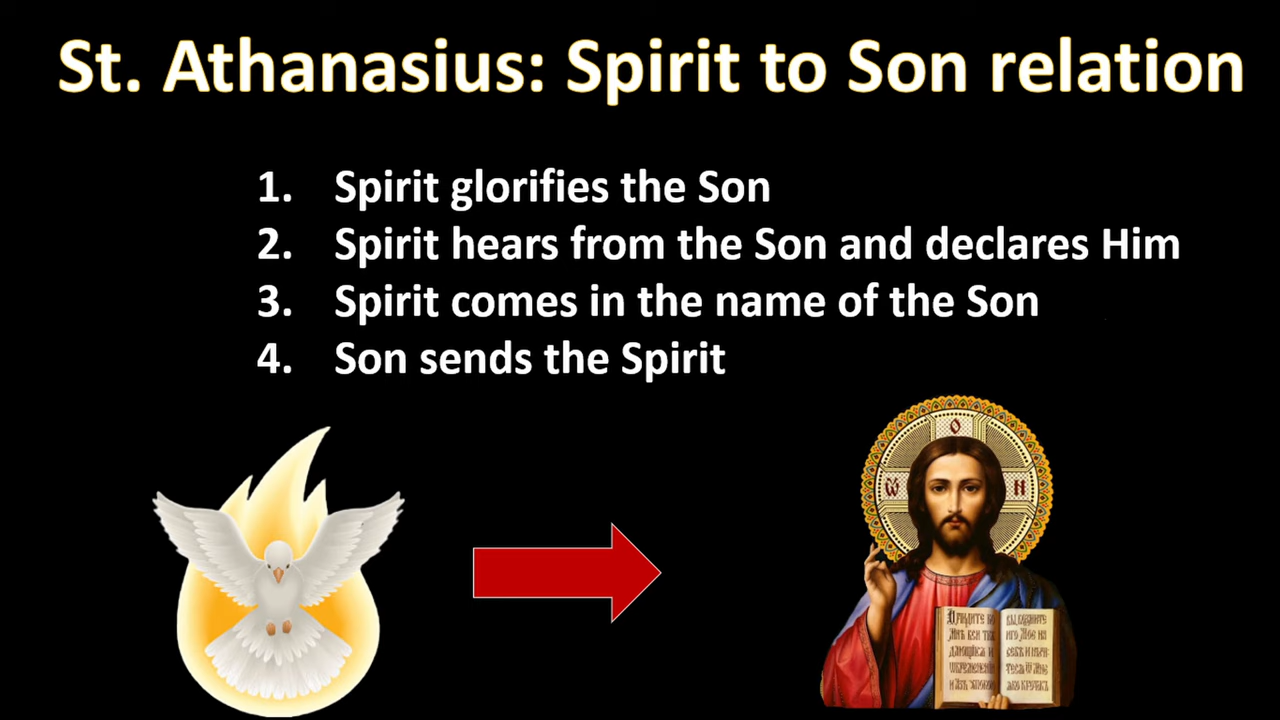 St. Athanasius: Spirit to Son relation
1. Spirit glorifies the Son
2. Spirit hears from the Son and declares Him
3. Spirit comes in the name of the Son
4. Son sends the Spirit
О
Ѿ Н